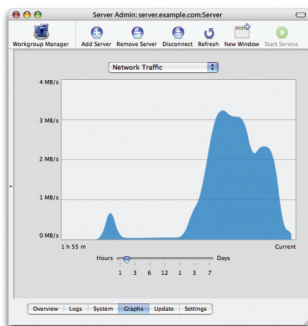 Server Admin: server.example.com:Server
Workgroup Manager Add Server Remove Server Disconnect Refresh New Window Start Service
Network Traffic
4 MB/s
3 MB/s
2 MB/s
1 MB/s
0 MB/s
1 h 55 m Current
Hours Days
1 3 6 12 1 3 7
Overview Logs System Graphs Update Settings